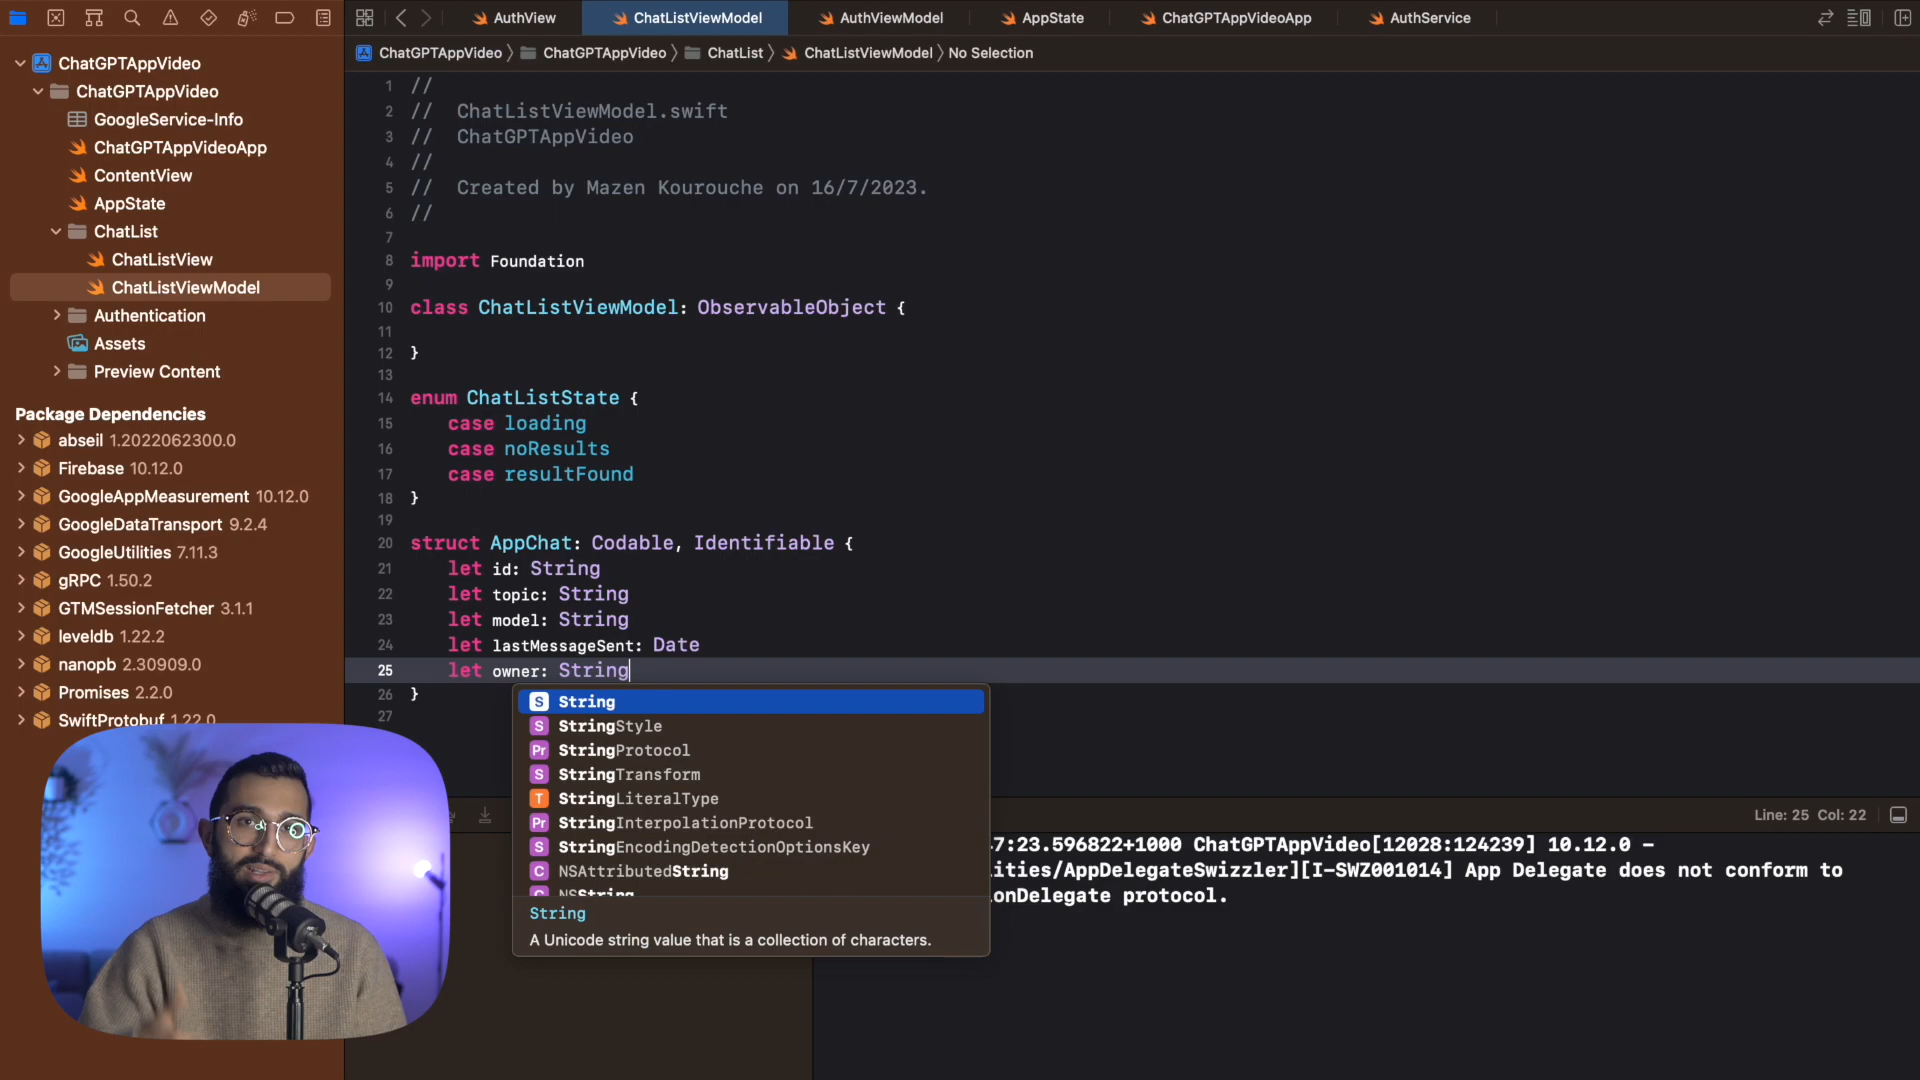 AuthView
ChatListViewModel
AuthViewModel
AppState
ChatGPTAppVideoApp
AuthService
ChatGPTAppVideo
ChatGPTAppVideo
ChatList
ChatListViewModel
No Selection
ChatGPTAppVideo
ChatGPTAppVideo
GoogleService-Info
ChatGPTAppVideoApp
ContentView
AppState
ChatList
ChatListView
ChatListViewModel
Authentication
Assets
Preview Content
Package Dependencies
abseil 1.2022062300.0
Firebase 10.12.0
GoogleAppMeasurement 10.12.0
GoogleDataTransport 9.2.4
GoogleUtilities 7.11.3
gRPC 1.50.2
GTMSessionFetcher 3.1.1
leveldb 1.22.2
nanopb 2.30909.0
Promises 2.2.0
SwiftProtobuf 1.22.0
1 //
2 // ChatListViewModel.swift
3 // ChatGPTAppVideo
4 //
5 // Created by Mazen Kourouche on 16/7/2023.
6 //
7
8 import Foundation
9
10 class ChatListViewModel: ObservableObject {
11
12 }
13
14 enum ChatListState {
15 case loading
16 case noResults
17 case resultFound
18 }
19
20 struct AppChat: Codable, Identifiable {
21 let id: String
22 let topic: String
23 let model: String
24 let lastMessageSent: Date
25 let owner: String
26 }
27
S String
S StringStyle
Pr StringProtocol
S StringTransform
T StringLiteralType
Pr StringInterpolationProtocol
S StringEncodingDetectionOptionsKey
C NSAttributedString
C NSString
String
A Unicode string value that is a collection of characters.
Line: 25 Col: 22
7:23.596822+1000 ChatGPTAppVideo[12028:124239] 10.12.0 -
ities/AppDelegateSwizzler][I-SWZ001014] App Delegate does not conform to
onDelegate protocol.